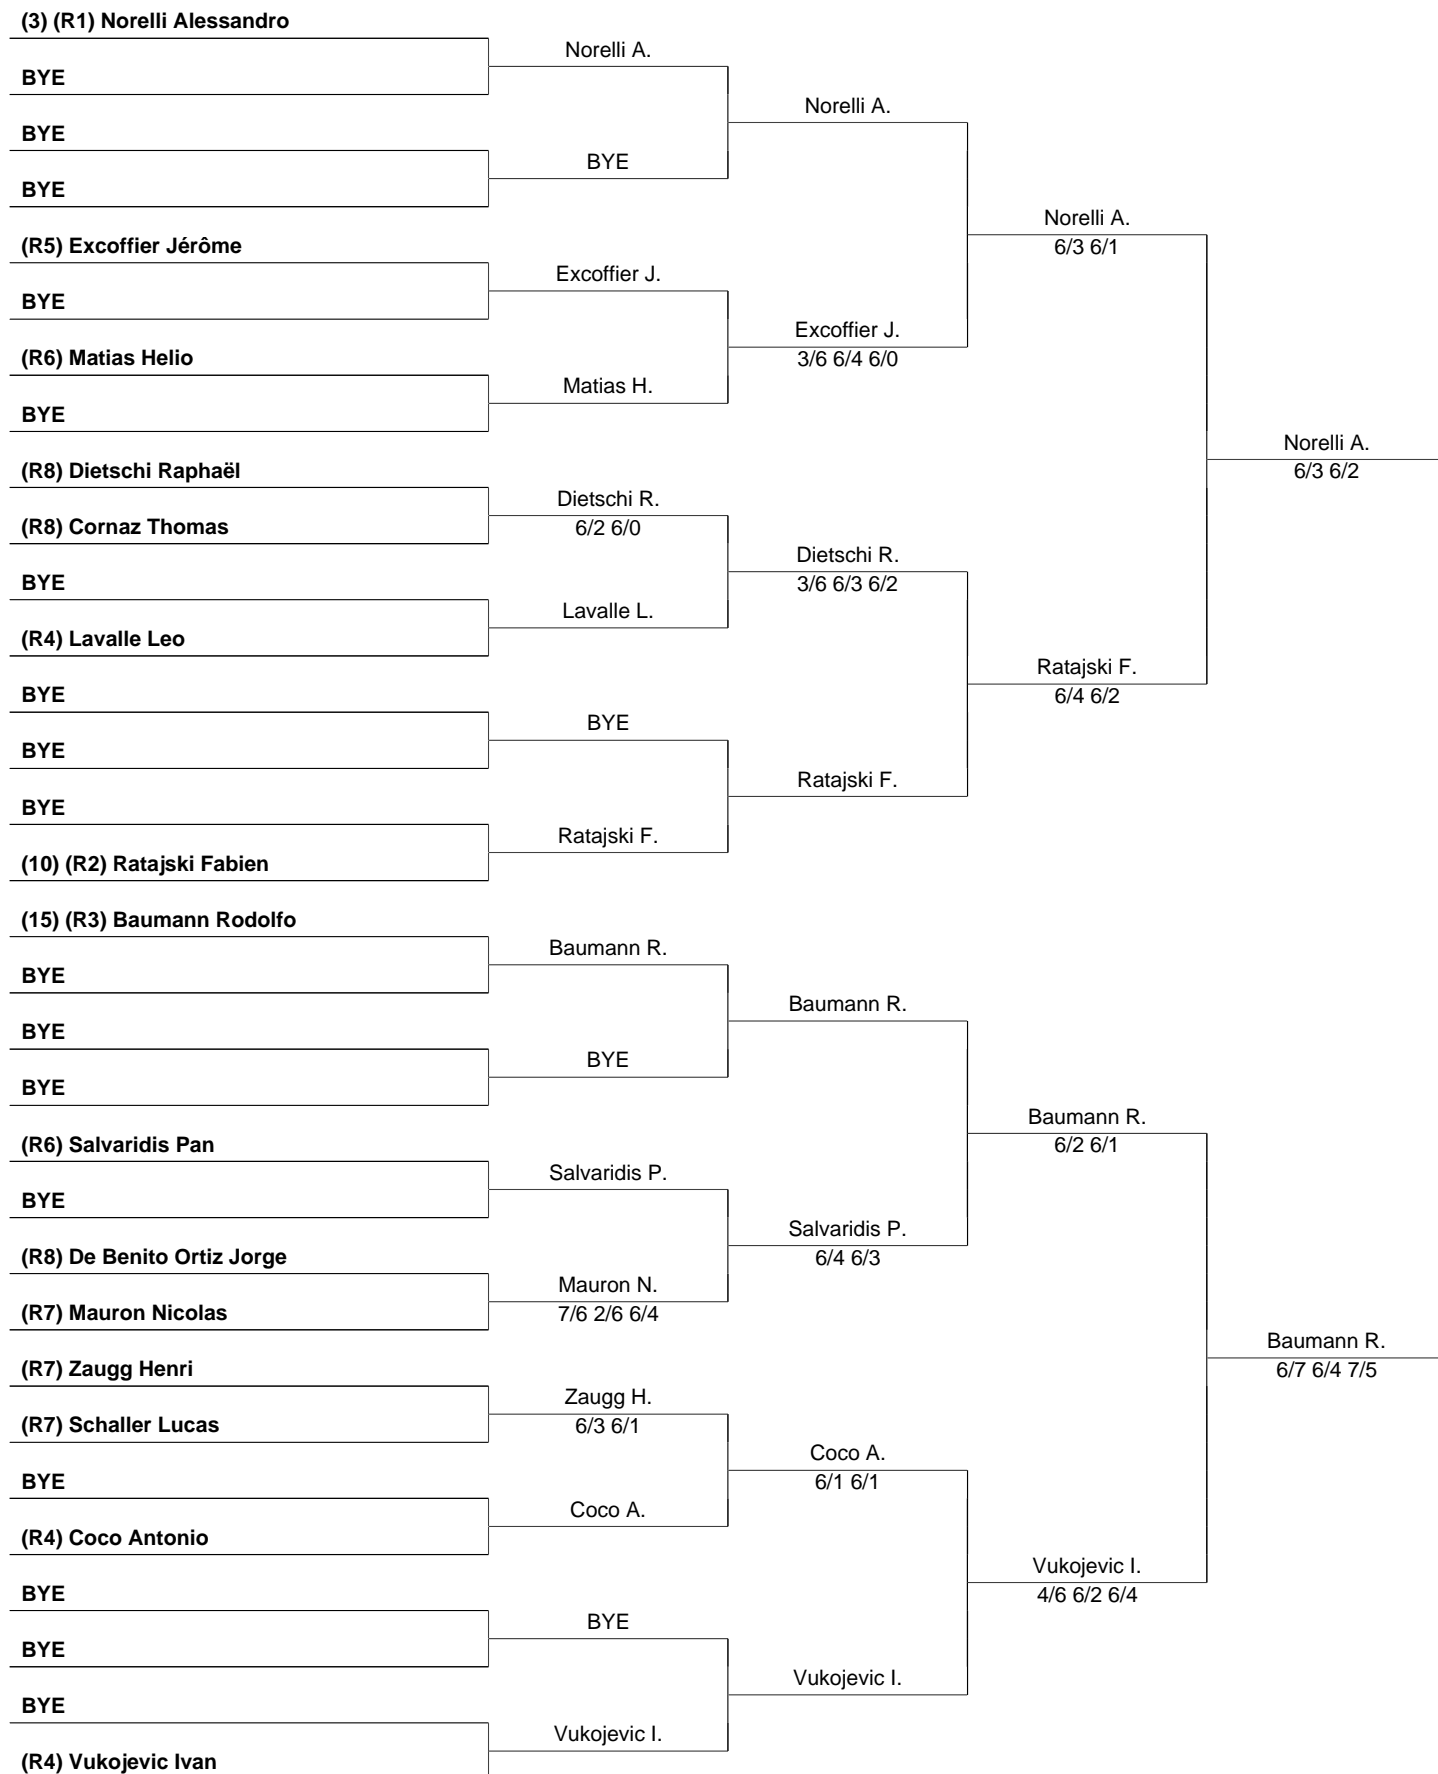 (3) (R1) Norelli Alessandro
Norelli A.
BYE
Norelli A.
BYE
BYE
BYE
Norelli A.
6/3 6/1
(R5) Excoffier Jérôme
Excoffier J.
BYE
Excoffier J.
3/6 6/4 6/0
(R6) Matias Helio
Matias H.
BYE
Norelli A.
6/3 6/2
(R8) Dietschi Raphaël
Dietschi R.
6/2 6/0
(R8) Cornaz Thomas
Dietschi R.
3/6 6/3 6/2
BYE
Lavalle L.
(R4) Lavalle Leo
Ratajski F.
6/4 6/2
BYE
BYE
BYE
Ratajski F.
BYE
Ratajski F.
(10) (R2) Ratajski Fabien
(15) (R3) Baumann Rodolfo
Baumann R.
BYE
Baumann R.
BYE
BYE
BYE
Baumann R.
6/2 6/1
(R6) Salvaridis Pan
Salvaridis P.
BYE
Salvaridis P.
6/4 6/3
(R8) De Benito Ortiz Jorge
Mauron N.
7/6 2/6 6/4
(R7) Mauron Nicolas
Baumann R.
6/7 6/4 7/5
(R7) Zaugg Henri
Zaugg H.
6/3 6/1
(R7) Schaller Lucas
Coco A.
6/1 6/1
BYE
Coco A.
(R4) Coco Antonio
Vukojevic I.
4/6 6/2 6/4
BYE
BYE
BYE
Vukojevic I.
BYE
Vukojevic I.
(R4) Vukojevic Ivan